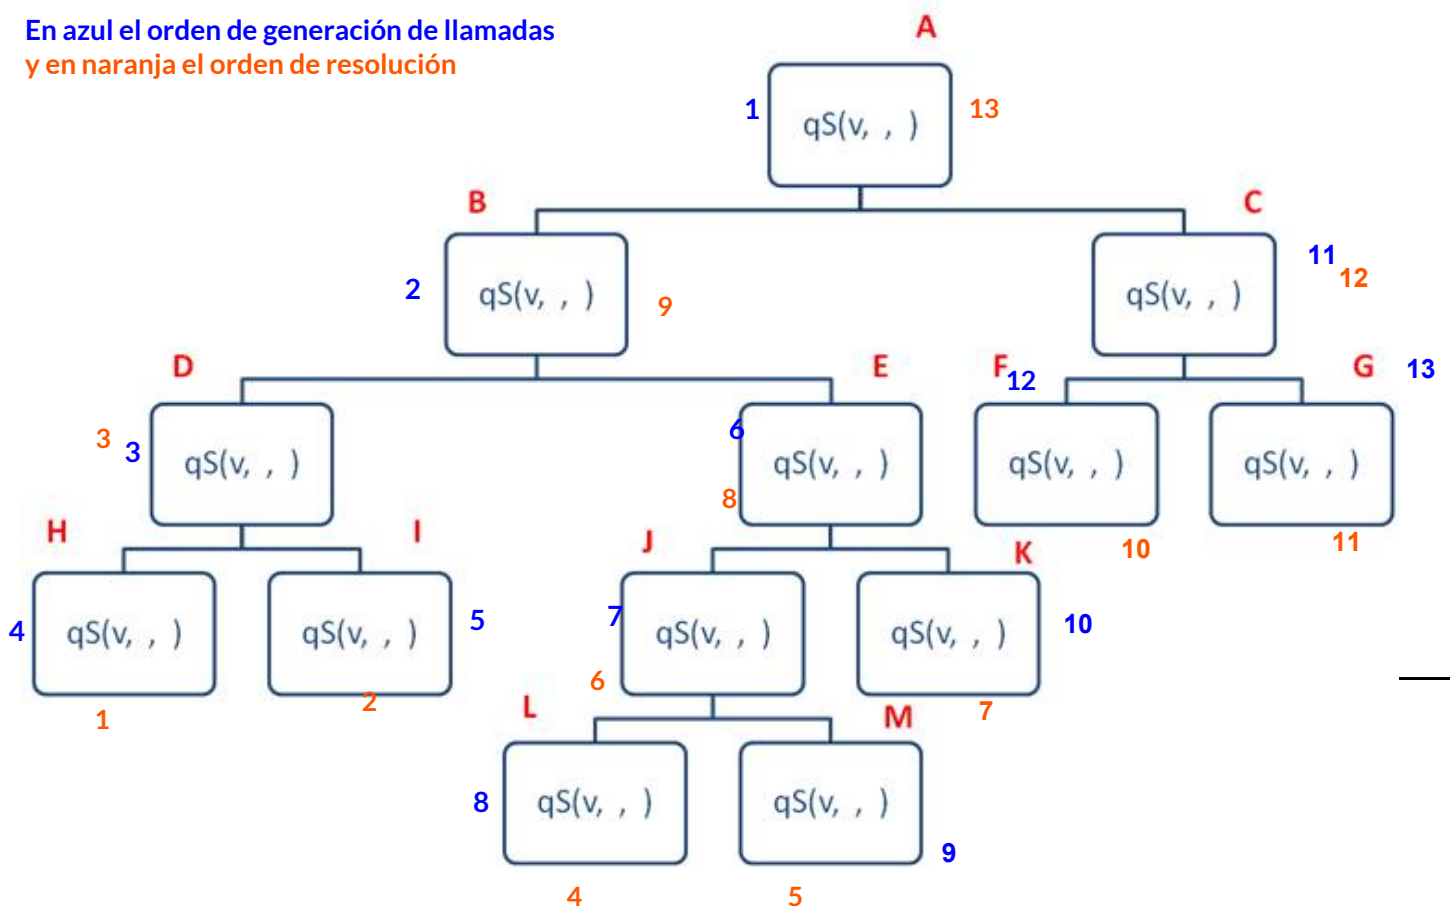 En azul el orden de generación de llamadas
y en naranja el orden de resolución
A
1 qS(v, , ) 13
B C
2 qS(v, , ) 9 qS(v, , ) 11 12
D E F 12 G 13
3 3 qS(v, , ) 6 8 qS(v, , ) qS(v, , ) qS(v, , )
10 11
H I J K
4 qS(v, , ) qS(v, , ) 5 7 qS(v, , ) qS(v, , ) 10
1 2 6 7
L M
8 qS(v, , ) qS(v, , ) 9
4 5